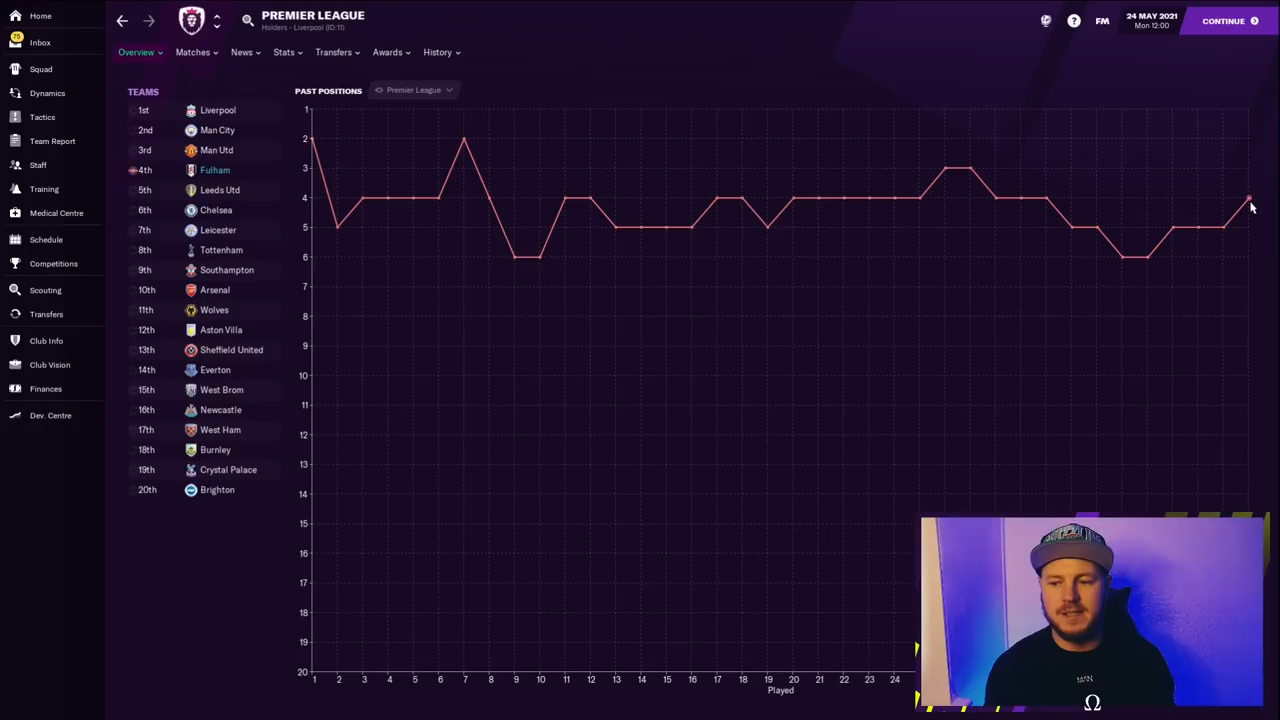 Home
75
Inbox
Squad
Dynamics
Tactics
Team Report
Staff
Training
Medical Centre
Schedule
Competitions
Scouting
Transfers
Club Info
Club Vision
Finances
Dev. Centre
PREMIER LEAGUE
Holders - Liverpool (ID:11)
?
FM
24 MAY 2021
Mon 12:00
CONTINUE
Overview
Matches
News
Stats
Transfers
Awards
History
TEAMS
1st Liverpool
2nd Man City
3rd Man Utd
4th Fulham
5th Leeds Utd
6th Chelsea
7th Leicester
8th Tottenham
9th Southampton
10th Arsenal
11th Wolves
12th Aston Villa
13th Sheffield United
14th Everton
15th West Brom
16th Newcastle
17th West Ham
18th Burnley
19th Crystal Palace
20th Brighton
PAST POSITIONS
Premier League
1
2
3
4
5
6
7
8
9
10
11
12
13
14
15
16
17
18
19
20
1 2 3 4 5 6 7 8 9 10 11 12 13 14 15 16 17 18 19 20 21 22 23 24
Played
MAN
Ω